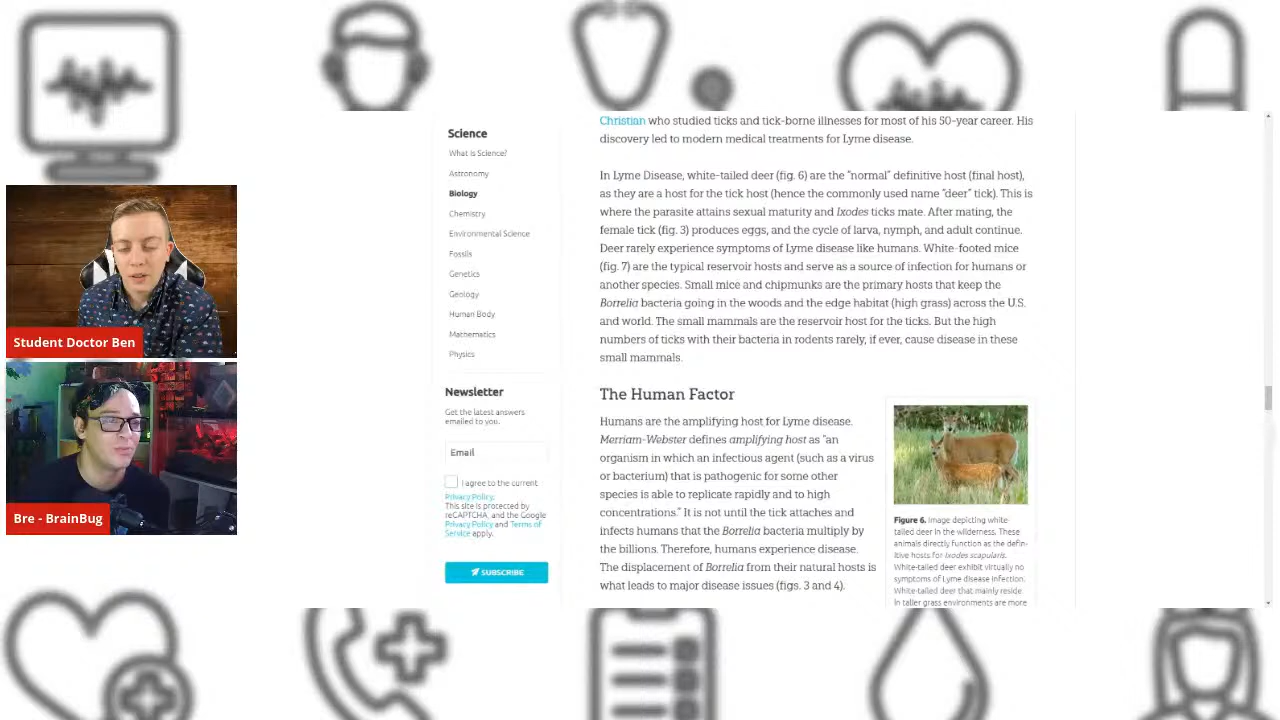 Student Doctor Ben
Bre - BrainBug
Science
What Is Science?
Astronomy
Biology
Chemistry
Environmental Science
Fossils
Genetics
Geology
Human Body
Mathematics
Physics
Newsletter
Get the latest answers
emailed to you.
Email
I agree to the current
Privacy Policy.
This site is protected by
reCAPTCHA, and the Google
Privacy Policy and Terms of
Service apply.
SUBSCRIBE
Christian who studied ticks and tick-borne illnesses for most of his 50-year career. His
discovery led to modern medical treatments for Lyme disease.
In Lyme Disease, white-tailed deer (fig. 6) are the "normal" definitive host (final host),
as they are a host for the tick host (hence the commonly used name "deer" tick). This is
where the parasite attains sexual maturity and Ixodes ticks mate. After mating, the
female tick (fig. 3) produces eggs, and the cycle of larva, nymph, and adult continue.
Deer rarely experience symptoms of Lyme disease like humans. White-footed mice
(fig. 7) are the typical reservoir hosts and serve as a source of infection for humans or
another species. Small mice and chipmunks are the primary hosts that keep the
Borrelia bacteria going in the woods and the edge habitat (high grass) across the U.S.
and world. The small mammals are the reservoir host for the ticks. But the high
numbers of ticks with their bacteria in rodents rarely, if ever, cause disease in these
small mammals.
The Human Factor
Humans are the amplifying host for Lyme disease.
Merriam-Webster defines amplifying host as "an
organism in which an infectious agent (such as a virus
or bacterium) that is pathogenic for some other
species is able to replicate rapidly and to high
concentrations." It is not until the tick attaches and
infects humans that the Borrelia bacteria multiply by
the billions. Therefore, humans experience disease.
The displacement of Borrelia from their natural hosts is
what leads to major disease issues (figs. 3 and 4).
Figure 6. Image depicting white-
tailed deer in the wilderness. These
animals directly function as the defin-
itive hosts for Ixodes scapularis.
White-tailed deer exhibit virtually no
symptoms of Lyme disease infection.
White-tailed deer that mainly reside
in taller grass environments are more